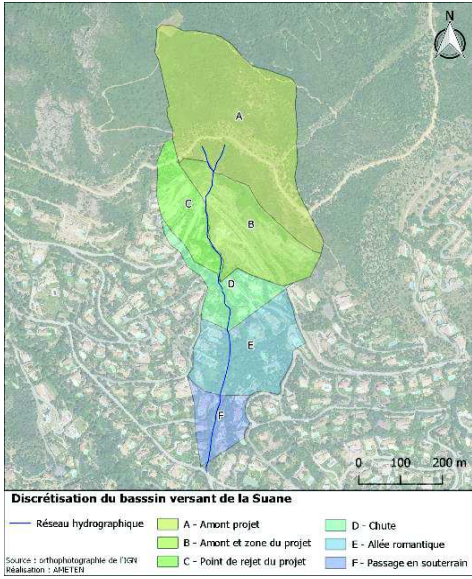 N
A
C
B
D
E
F
0 100 200 m
Discrétisation du basssin versant de la Suane
Réseau hydrographique
A - Amont projet
B - Amont et zone du projet
C - Point de rejet du projet
D - Chute
E - Allée romantique
F - Passage en souterrain
Source : orthophotographie de l'IGN
Réalisation : AMETEN